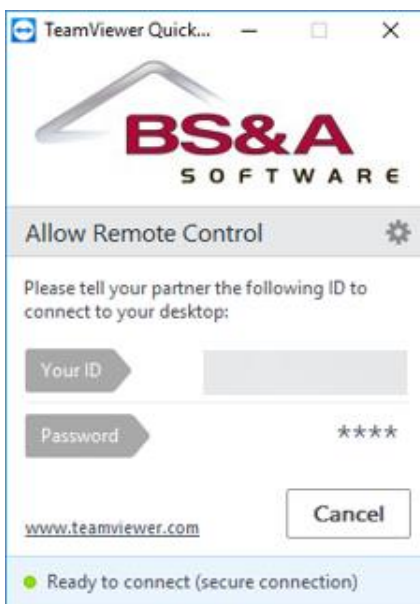 TeamViewer Quick...
BS&A
SOFTWARE
Allow Remote Control
Please tell your partner the following ID to
connect to your desktop:
Your ID
Password
****
Cancel
www.teamviewer.com
Ready to connect (secure connection)